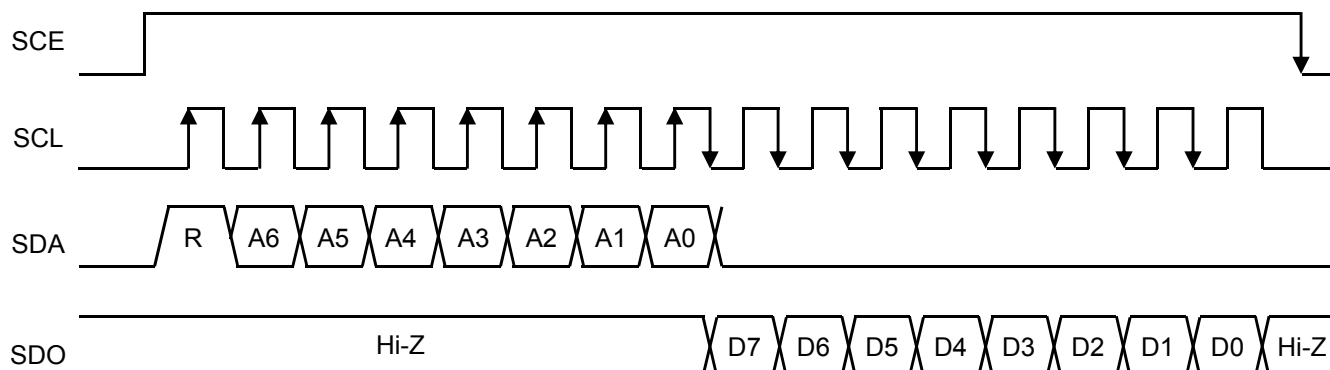 SCE
SCL
SDA R A6 A5 A4 A3 A2 A1 A0
SDO Hi-Z D7 D6 D5 D4 D3 D2 D1 D0 Hi-Z